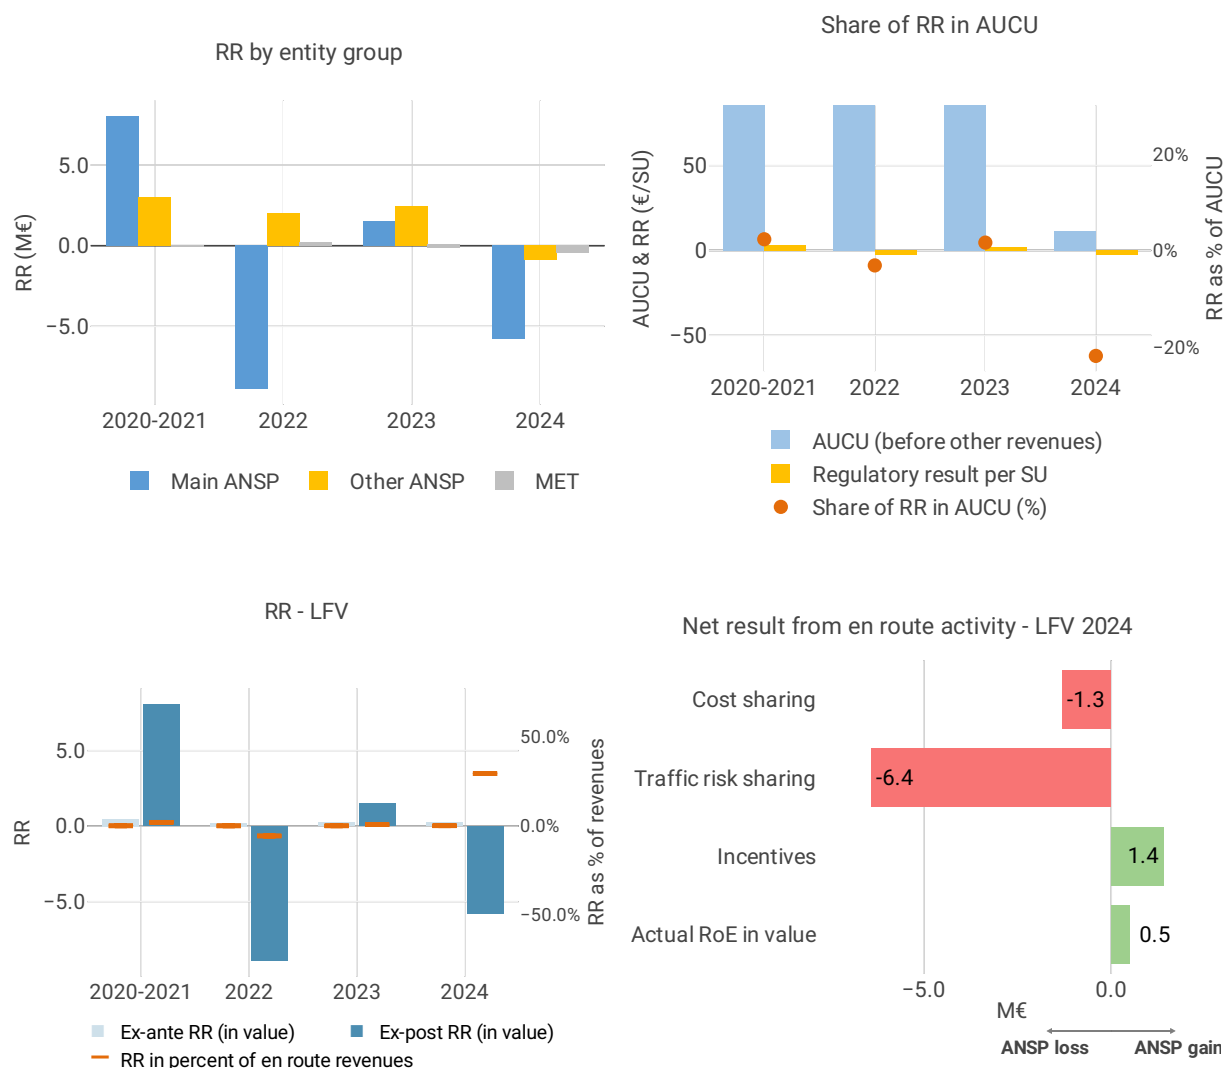 RR by entity group
RR (M€)
5.0
0.0
−5.0
2020-2021
2022
2023
2024
Main ANSP
Other ANSP
MET
Share of RR in AUCU
AUCU & RR (€/SU)
50
0
−50
20%
0%
−20%
RR as % of AUCU
2020-2021
2022
2023
2024
AUCU (before other revenues)
Regulatory result per SU
Share of RR in AUCU (%)
RR - LFV
RR
5.0
0.0
−5.0
50.0%
0.0%
−50.0%
RR as % of revenues
2020-2021
2022
2023
2024
Ex-ante RR (in value)
Ex-post RR (in value)
RR in percent of en route revenues
Net result from en route activity - LFV 2024
Cost sharing
-1.3
Traffic risk sharing
-6.4
Incentives
1.4
Actual RoE in value
0.5
−5.0
0.0
M€
ANSP loss
ANSP gain